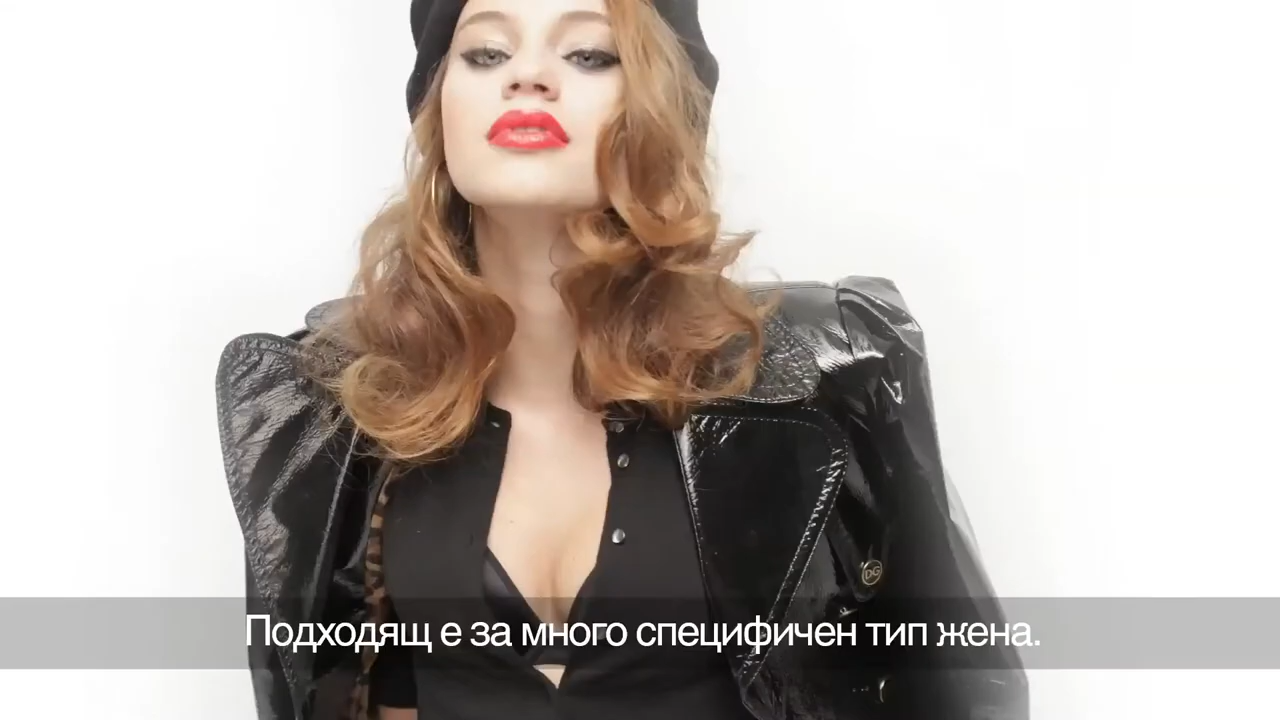 DG
Подходящ е за много специфичен тип жена.